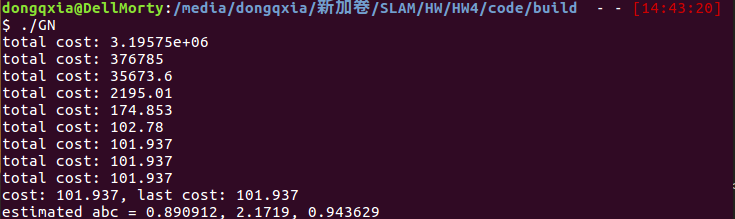 dongqxia@DellMorty:/media/dongqxia/新加卷/SLAM/HW/HW4/code/build - - [14:43:20]
$ ./GN
total cost: 3.19575e+06
total cost: 376785
total cost: 35673.6
total cost: 2195.01
total cost: 174.853
total cost: 102.78
total cost: 101.937
total cost: 101.937
total cost: 101.937
cost: 101.937, last cost: 101.937
estimated abc = 0.890912, 2.1719, 0.943629